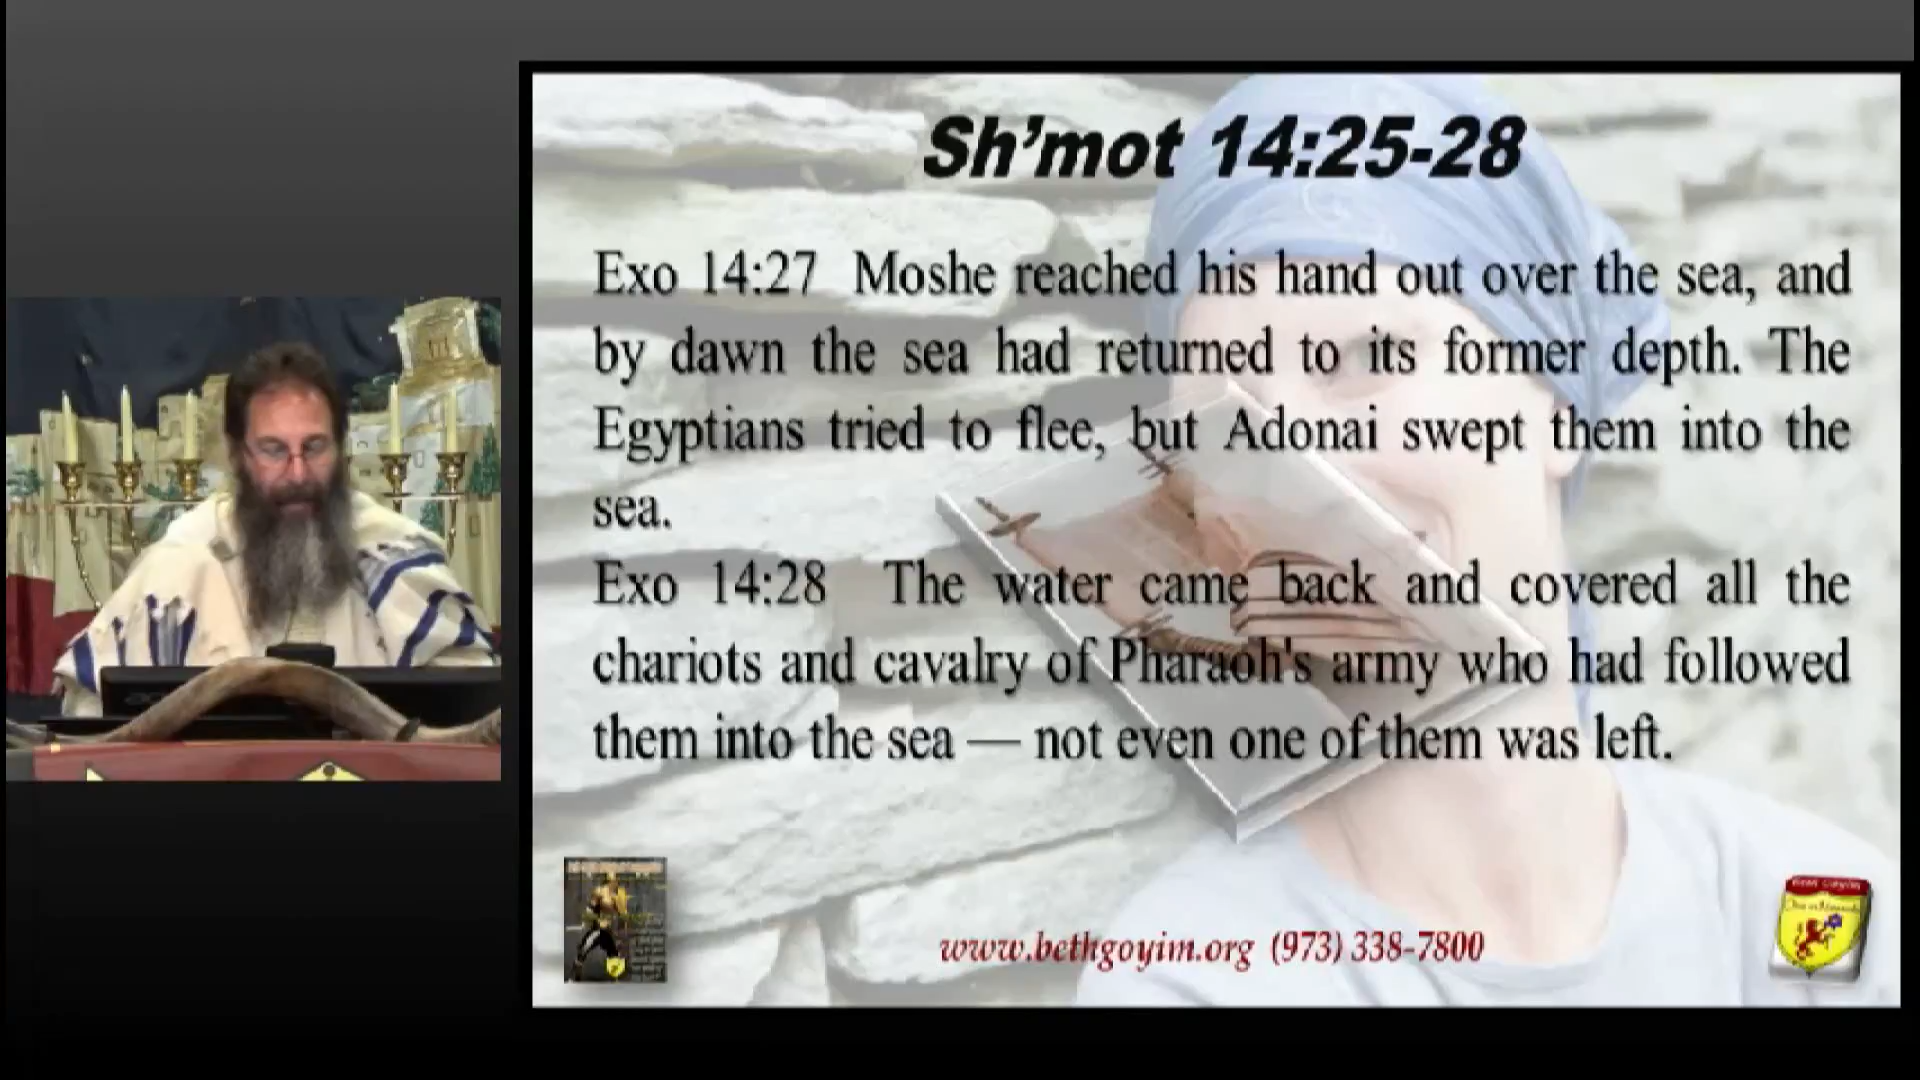 Sh’mot 14:25-28
Exo 14:27 Moshe reached his hand out over the sea, and
by dawn the sea had returned to its former depth. The
Egyptians tried to flee, but Adonai swept them into the
sea.
Exo 14:28 The water came back and covered all the
chariots and cavalry of Pharaoh's army who had followed
them into the sea — not even one of them was left.
www.bethgoyim.org (973) 338-7800